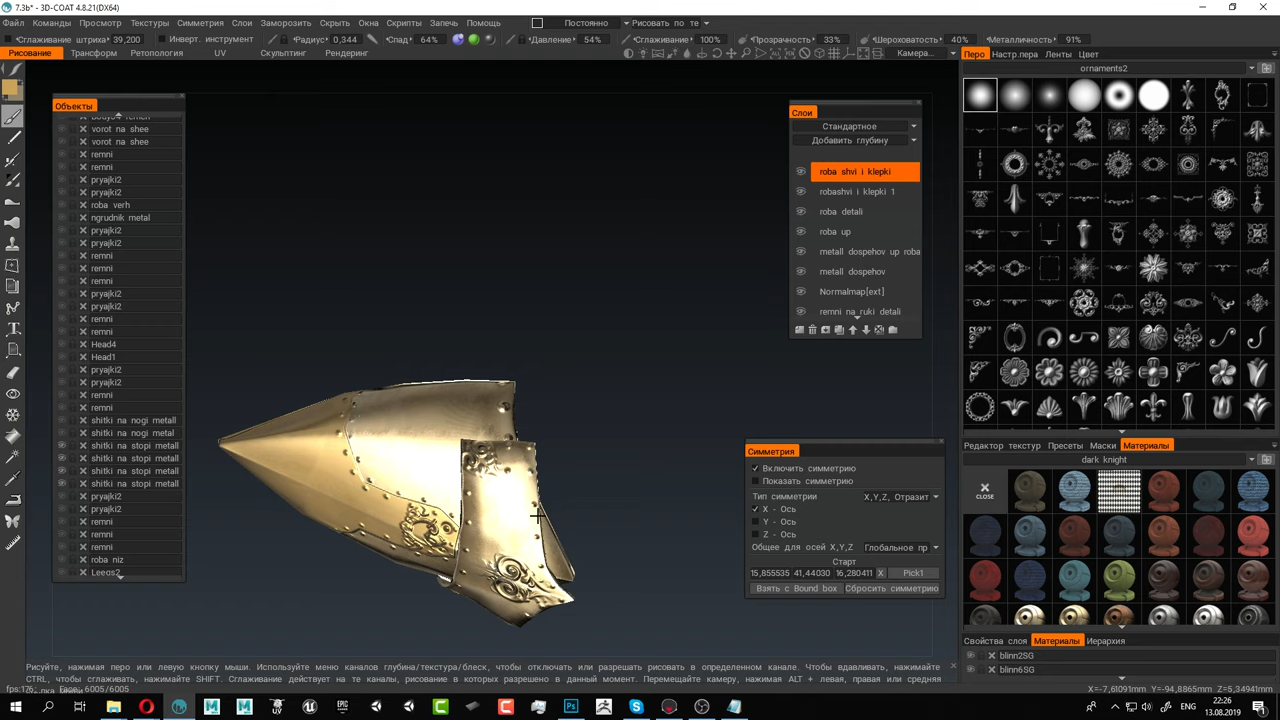 7.3b* - 3D-COAT 4.8.21(DX64)
Файл Команды Просмотр Текстуры Симметрия Слои Заморозить Скрыть Окна Скрипты Запечь Помощь Постоянно Рисовать по те
Сглаживание штриха 39,200 Инверт. инструмент Радиус 0,344 Спад 64% Давление 54% Сглаживание 100% Прозрачность 33% Шероховатость 40% Металличность 91%
Рисование Трансформ Ретопология UV Скульптинг Рендеринг Камера...
Перо Настр.пера Ленты Цвет
ornaments2
Объекты
vorot na shee
vorot na shee
remni
remni
pryajki2
pryajki2
roba verh
ngrudnik metal
pryajki2
pryajki2
remni
remni
remni
pryajki2
pryajki2
remni
remni
Head4
Head1
pryajki2
pryajki2
remni
remni
shitki na nogi metall
shitki na nogi metal
shitki na stopi metall
shitki na stopi metall
shitki na stopi metall
shitki na stopi metall
pryajki2
pryajki2
remni
remni
remni
roba niz
Leegs2
Слои
Стандартное
Добавить глубину
roba shvi i klepki
robashvi i klepki 1
roba detali
roba up
metall dospehov up roba
metall dospehov
Normalmap[ext]
remni na ruki detali
Симметрия
Включить симметрию
Показать симметрию
Тип симметрии X,Y,Z, Отразит
X - Ось
Y - Ось
Z - Ось
Общее для осей X,Y,Z Глобальное пр
Старт
15,855535 41,44030 16,280411 X Pick1
Взять с Bound box Сбросить симметрию
Редактор текстур Пресеты Маски Материалы
dark knight
CLOSE
Свойства слоя Материалы Иерархия
blinn2SG
blinn6SG
Рисуйте, нажимая перо или левую кнопку мыши. Используйте меню каналов глубина/текстура/блеск, чтобы отключить или разрешать рисовать в определенном канале. Чтобы вдавливать, нажимайте
CTRL, чтобы сглаживать, нажимайте SHIFT. Сглаживание действует на те каналы, рисование в которых разрешено в данный момент. Перемещайте камеру, нажимая ALT + левая, правая или средняя
X=-7,61091m Y=-94,8865m Z=5,34941m
ENG
22:26
13.08.2019